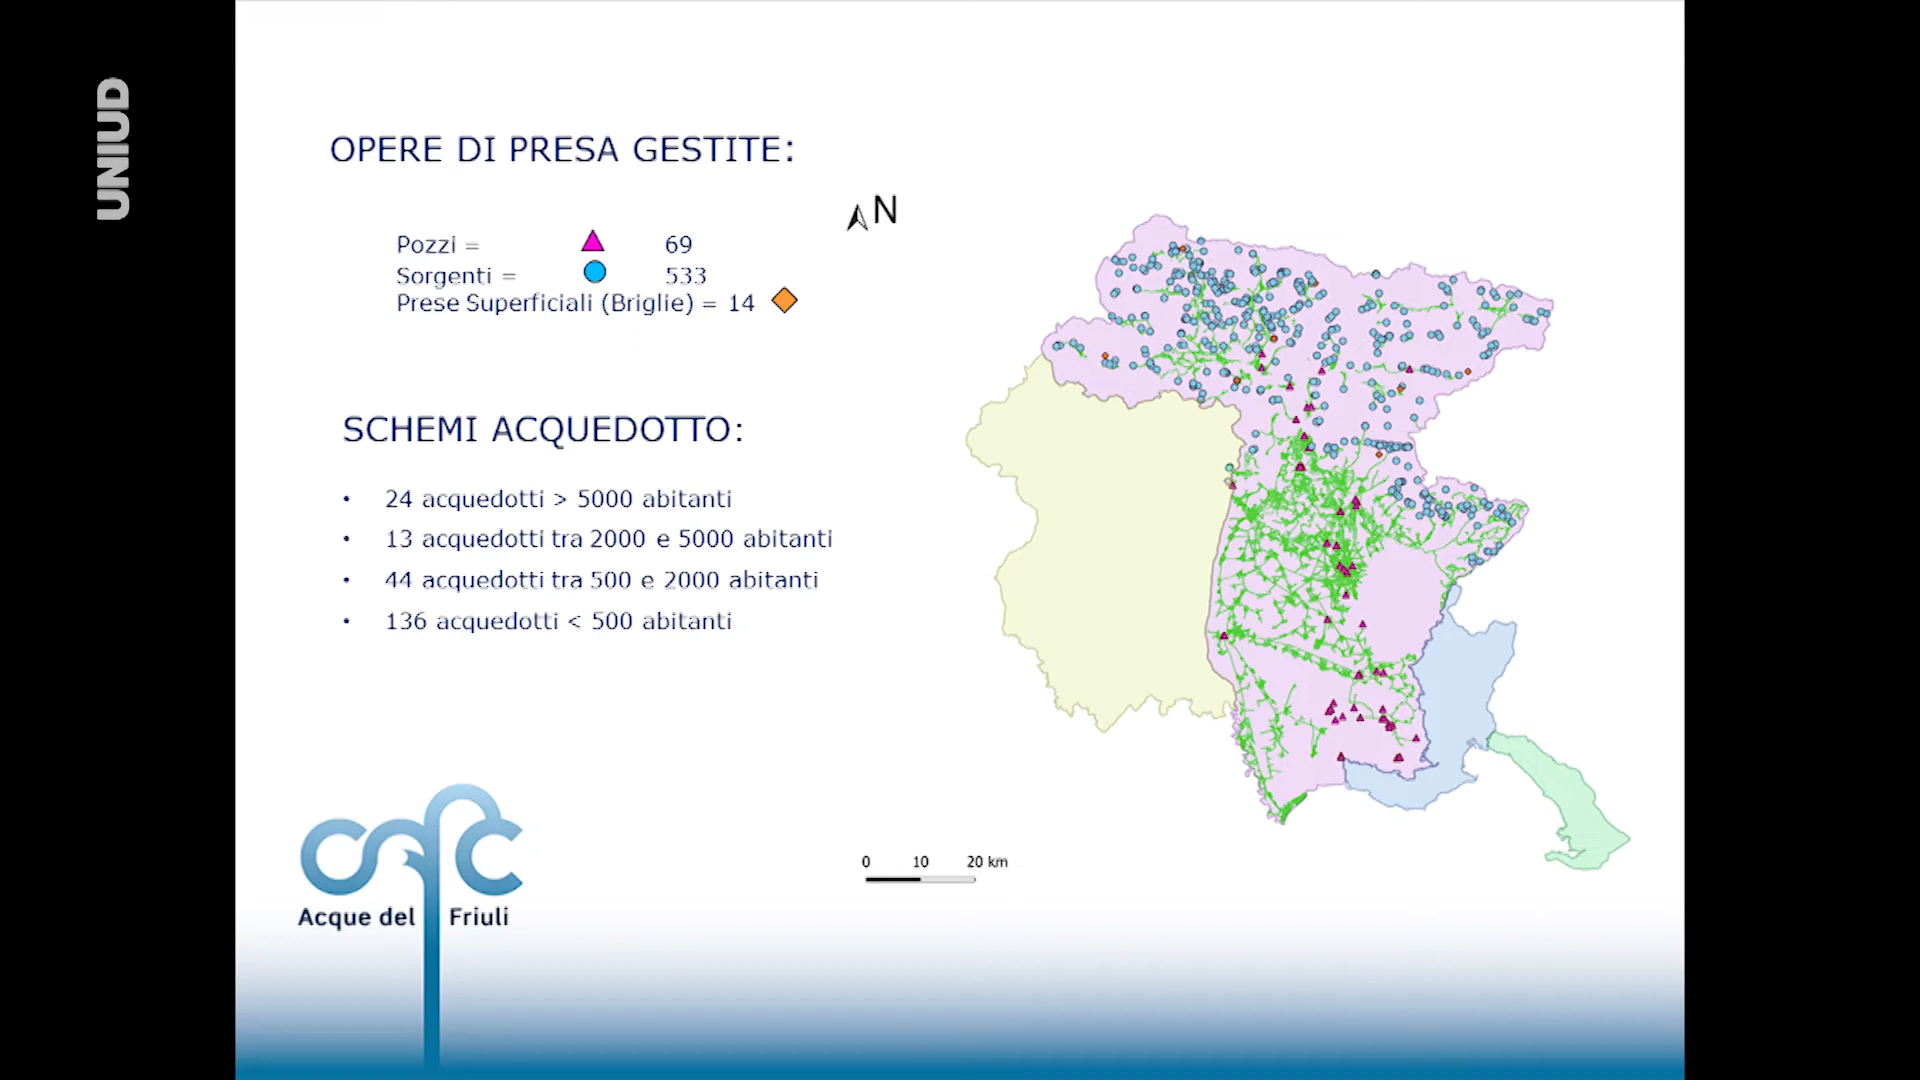 UNIUD
OPERE DI PRESA GESTITE:
N
Pozzi = 69
Sorgenti = 533
Prese Superficiali (Briglie) = 14
SCHEMI ACQUEDOTTO:
• 24 acquedotti > 5000 abitanti
• 13 acquedotti tra 2000 e 5000 abitanti
• 44 acquedotti tra 500 e 2000 abitanti
• 136 acquedotti < 500 abitanti
0 10 20 km
cafc
Acque del Friuli